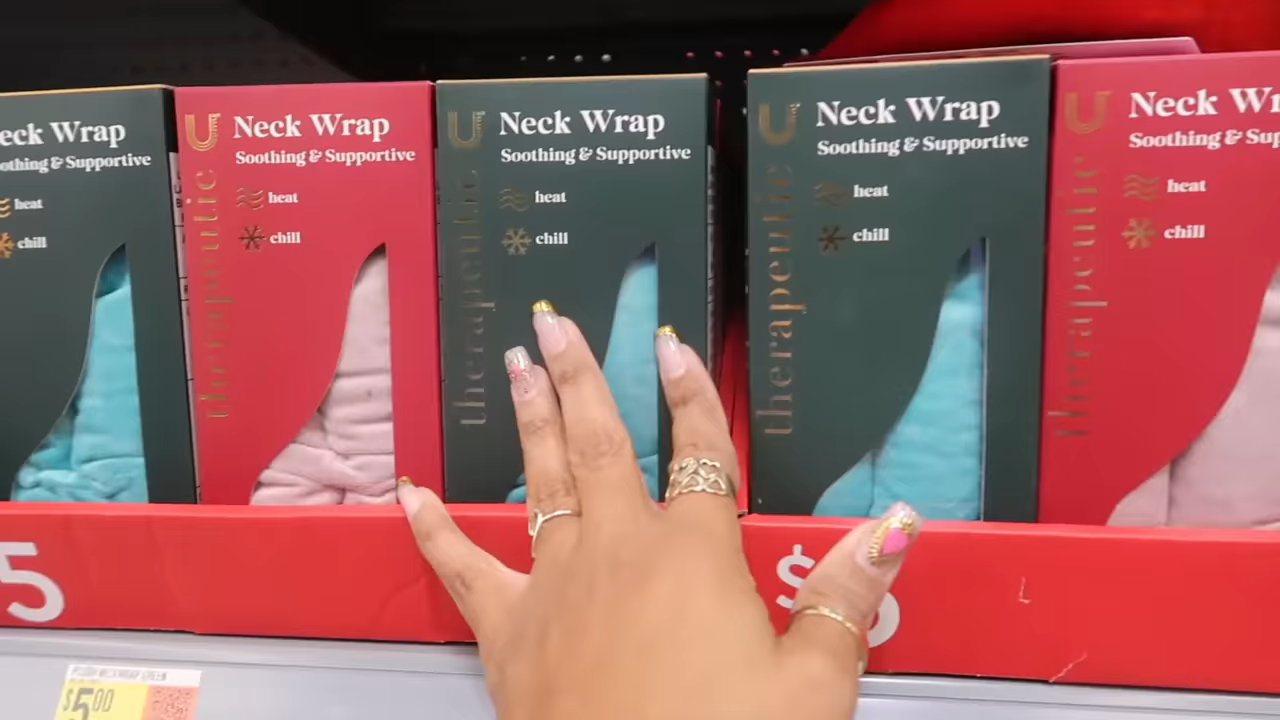 eck Wrap
othing & Supportive
heat
chill
U
therapeutic
Neck Wrap
Soothing & Supportive
heat
chill
U
therapeutic
Neck Wrap
Soothing & Supportive
heat
chill
U
therapeutic
Neck Wrap
Soothing & Supportive
heat
chill
U
therapeutic
Neck Wr
Soothing & Sup
heat
chill
5
$
$5.00